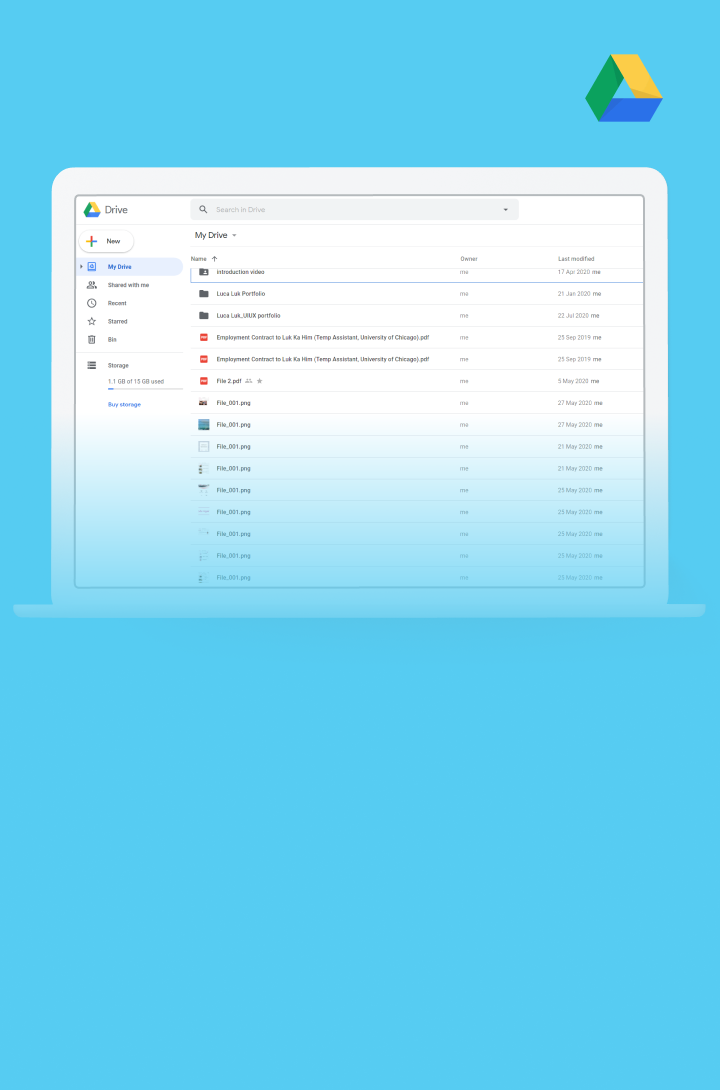 Drive
Search in Drive
New
My Drive
My Drive
Shared with me
Recent
Starred
Bin
Storage
1.1 GB of 15 GB used
Buy storage
Name Owner Last modified
introduction video me 17 Apr 2020 me
Luca Luk Portfolio me 21 Jan 2020 me
Luca Luk_UIUX portfolio me 22 Jul 2020 me
Employment Contract to Luk Ka Him (Temp Assistant, University of Chicago).pdf me 25 Sep 2019 me
Employment Contract to Luk Ka Him (Temp Assistant, University of Chicago).pdf me 25 Sep 2019 me
File 2.pdf me 5 May 2020 me
File_001.png me 27 May 2020 me
File_001.png me 27 May 2020 me
File_001.png me 21 May 2020 me
File_001.png me 21 May 2020 me
File_001.png me 25 May 2020 me
File_001.png me 25 May 2020 me
File_001.png me 25 May 2020 me
File_001.png me 25 May 2020 me
File_001.png me 25 May 2020 me